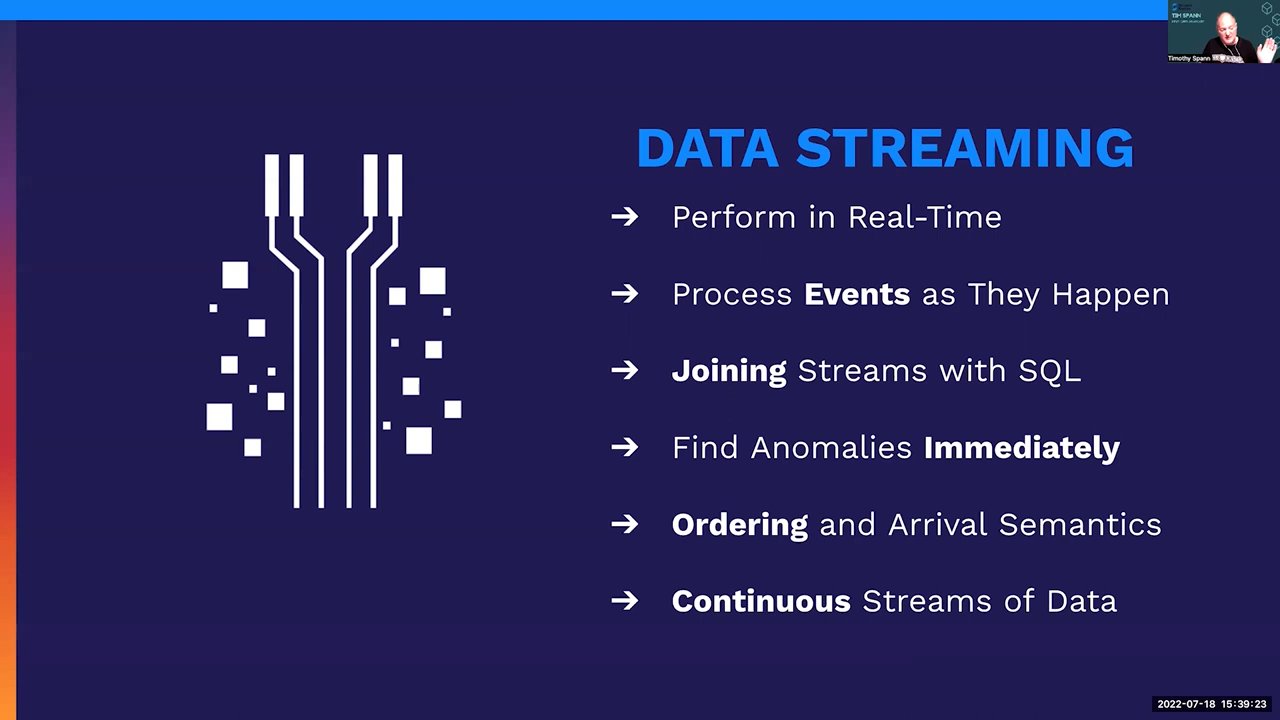 TIM SPANN
Timothy Spann
DATA STREAMING
➔ Perform in Real-Time
➔ Process Events as They Happen
➔ Joining Streams with SQL
➔ Find Anomalies Immediately
➔ Ordering and Arrival Semantics
➔ Continuous Streams of Data
2022-07-18 15:39:23